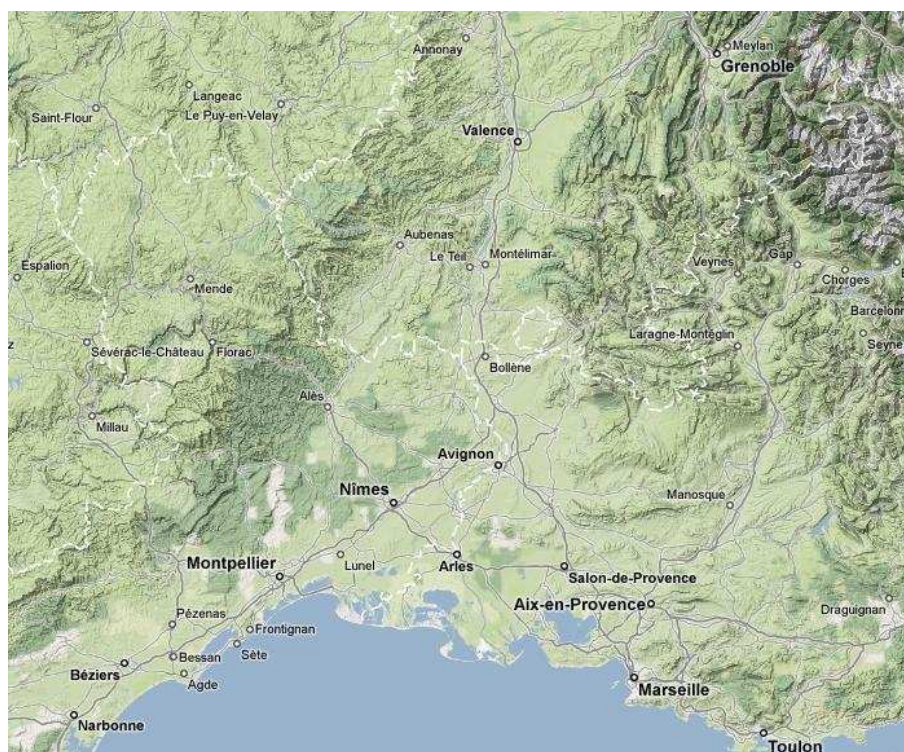 Meylan
Annonay
Grenoble
Langeac
Saint-Flour
Le Puy-en-Velay
Valence
Aubenas
Le Teil
Montélimar
Gap
Veynes
Espalion
Chorges
Mende
Barcelonn
Laragne-Montéglin
Seyne
Sévérac-le-Château
Florac
Bollène
Alès
Millau
Avignon
Nîmes
Manosque
Montpellier
Lunel
Arles
Salon-de-Provence
Aix-en-Provence
Draguignan
Pézenas
Frontignan
Sète
Bessan
Béziers
Agde
Marseille
Narbonne
Toulon